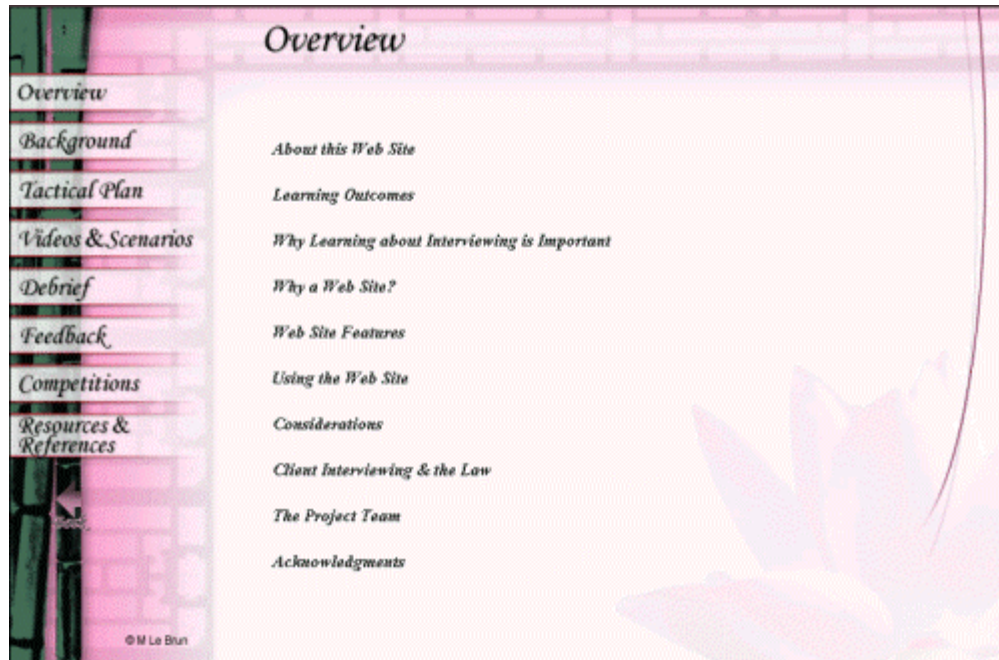 Overview
Overview
Background
Tactical Plan
Videos & Scenarios
Debrief
Feedback
Competitions
Resources &
References
About this Web Site
Learning Outcomes
Why Learning about Interviewing is Important
Why a Web Site?
Web Site Features
Using the Web Site
Considerations
Client Interviewing & the Law
The Project Team
Acknowledgments
© M Le Brun